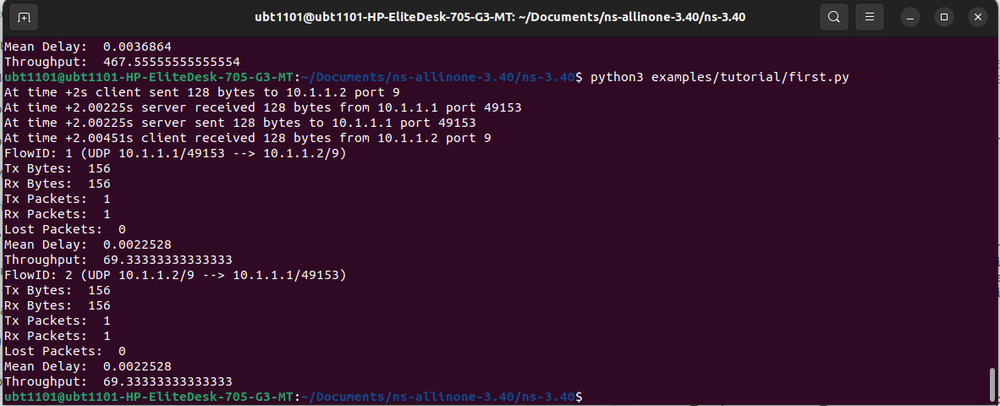 ubt1101@ubt1101-HP-EliteDesk-705-G3-MT: ~/Documents/ns-allinone-3.40/ns-3.40
Mean Delay:  0.0036864
Throughput:  467.55555555555554
ubt1101@ubt1101-HP-EliteDesk-705-G3-MT:~/Documents/ns-allinone-3.40/ns-3.40$ python3 examples/tutorial/first.py
At time +2s client sent 128 bytes to 10.1.1.2 port 9
At time +2.00225s server received 128 bytes from 10.1.1.1 port 49153
At time +2.00225s server sent 128 bytes to 10.1.1.1 port 49153
At time +2.00451s client received 128 bytes from 10.1.1.2 port 9
FlowID: 1 (UDP 10.1.1.1/49153 --> 10.1.1.2/9)
Tx Bytes:  156
Rx Bytes:  156
Tx Packets:  1
Rx Packets:  1
Lost Packets:  0
Mean Delay:  0.0022528
Throughput:  69.33333333333333
FlowID: 2 (UDP 10.1.1.2/9 --> 10.1.1.1/49153)
Tx Bytes:  156
Rx Bytes:  156
Tx Packets:  1
Rx Packets:  1
Lost Packets:  0
Mean Delay:  0.0022528
Throughput:  69.33333333333333
ubt1101@ubt1101-HP-EliteDesk-705-G3-MT:~/Documents/ns-allinone-3.40/ns-3.40$